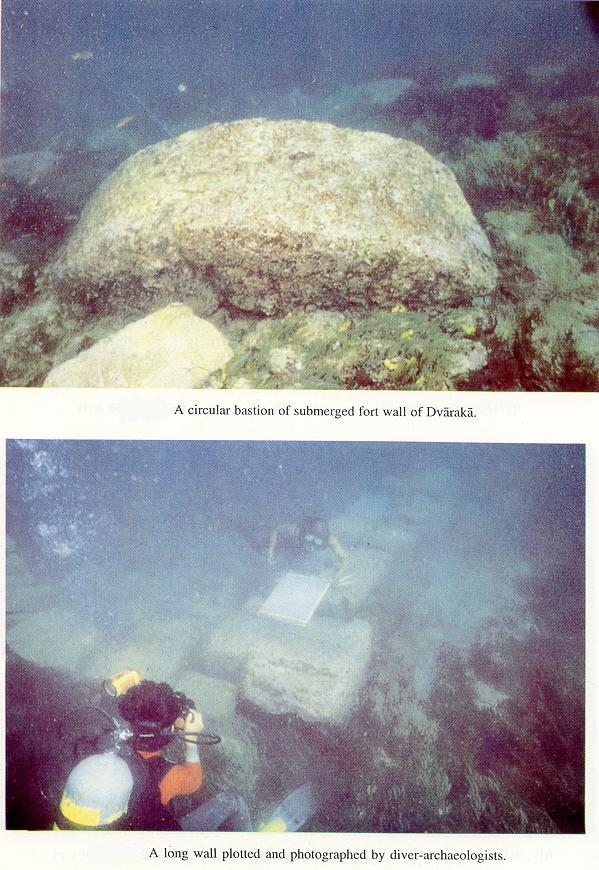 A circular bastion of submerged fort wall of Dvārakā.
A long wall plotted and photographed by diver-archaeologists.